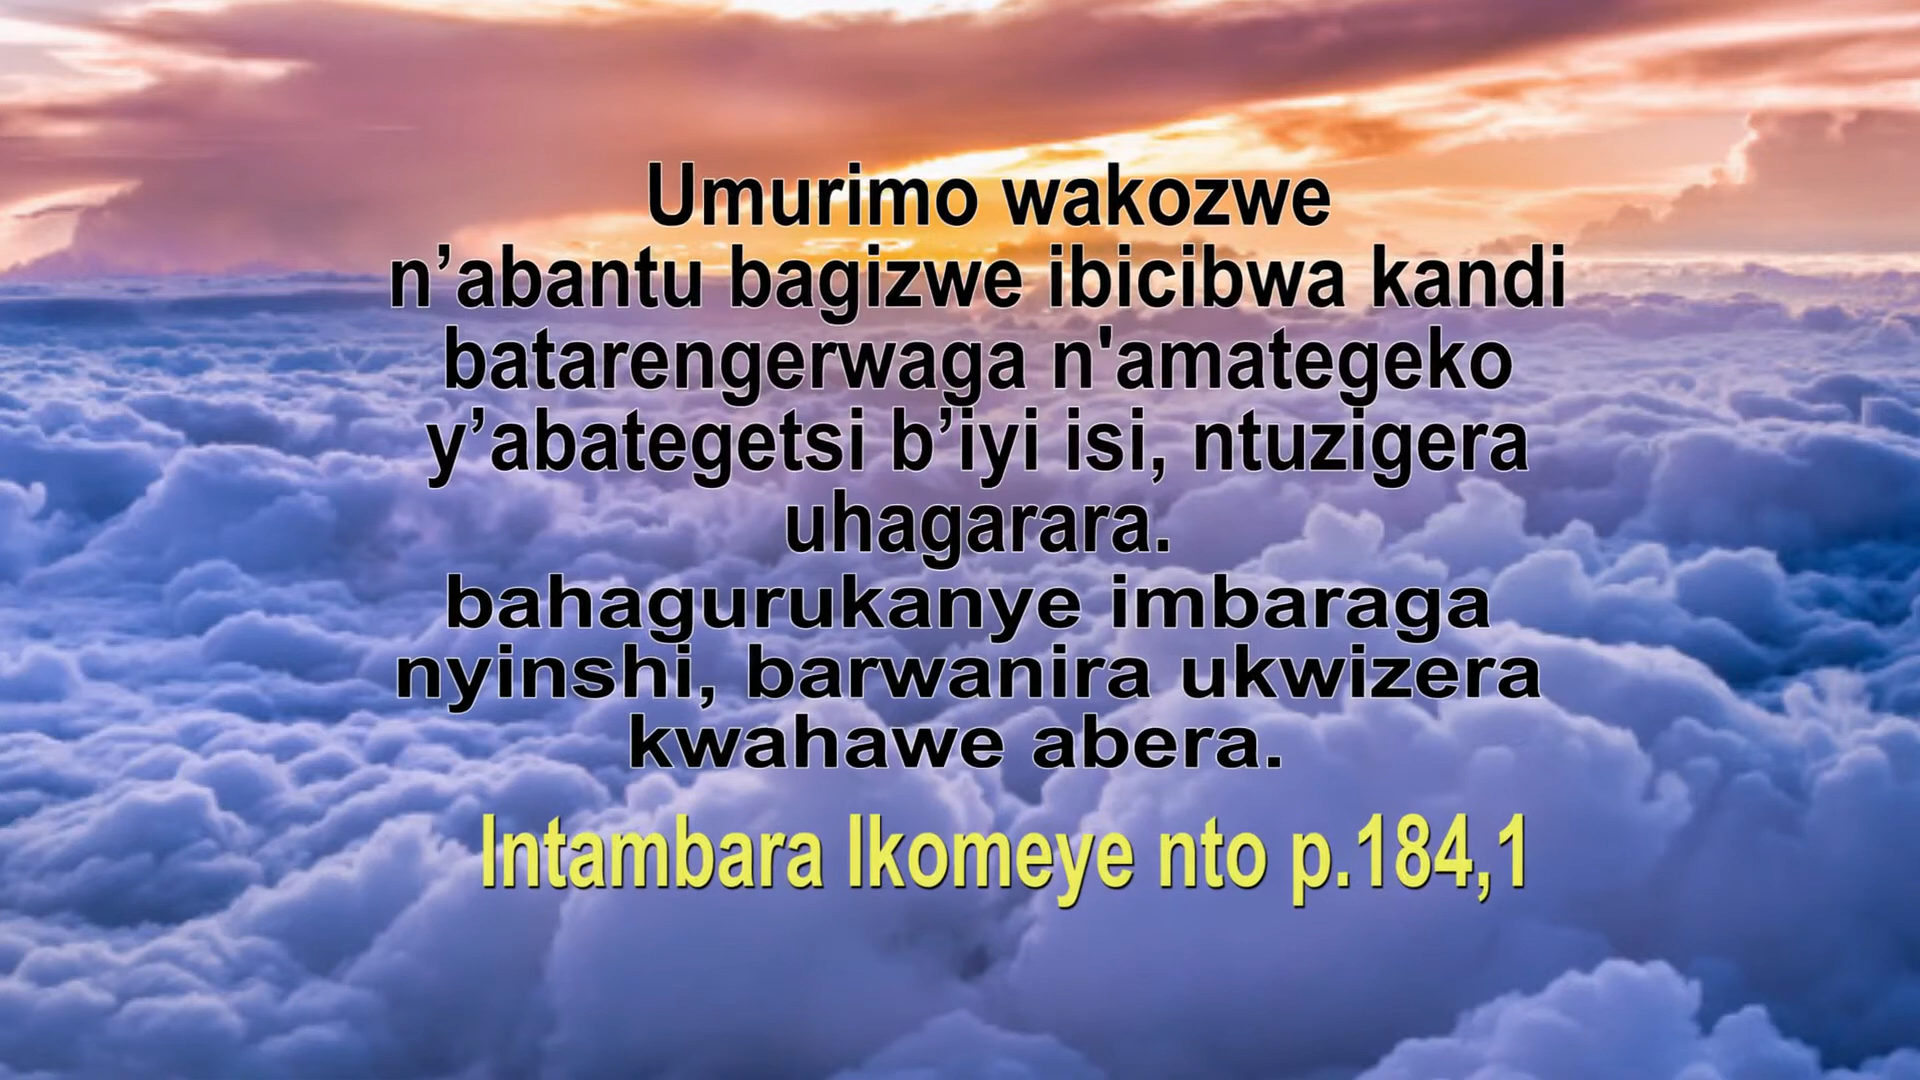 Umurimo wakozwe
n’abantu bagizwe ibicibwa kandi
batarengerwaga n'amategeko
y’abategetsi b’iyi isi, ntuzigera
uhagarara.
bahagurukanye imbaraga
nyinshi, barwanira ukwizera
kwahawe abera.
Intambara Ikomeye nto p.184,1